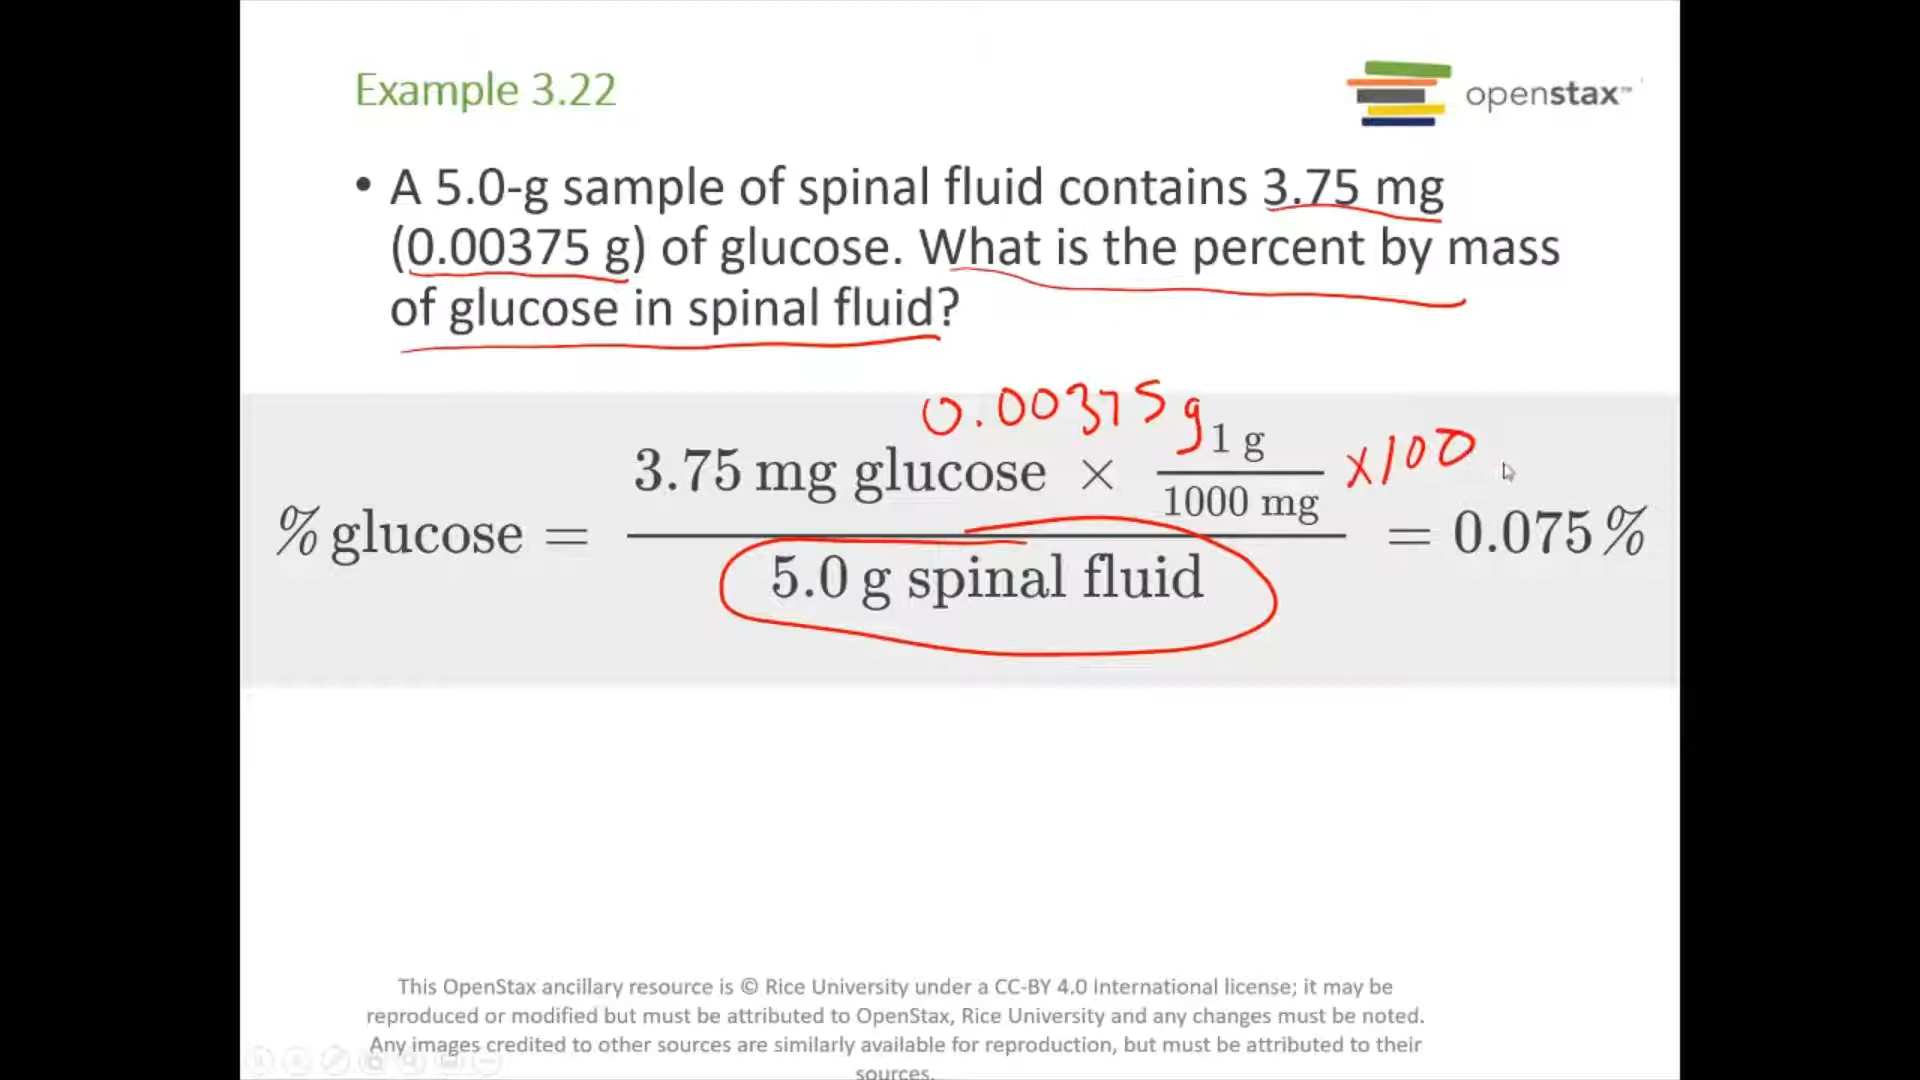 Example 3.22
openstax™
• A 5.0-g sample of spinal fluid contains 3.75 mg
(0.00375 g) of glucose. What is the percent by mass
of glucose in spinal fluid?
0.00375 g
3.75 mg glucose × 1 g / 1000 mg ×100
% glucose = = 0.075 %
5.0 g spinal fluid
This OpenStax ancillary resource is © Rice University under a CC-BY 4.0 International license; it may be
reproduced or modified but must be attributed to OpenStax, Rice University and any changes must be noted.
Any images credited to other sources are similarly available for reproduction, but must be attributed to their
sources.